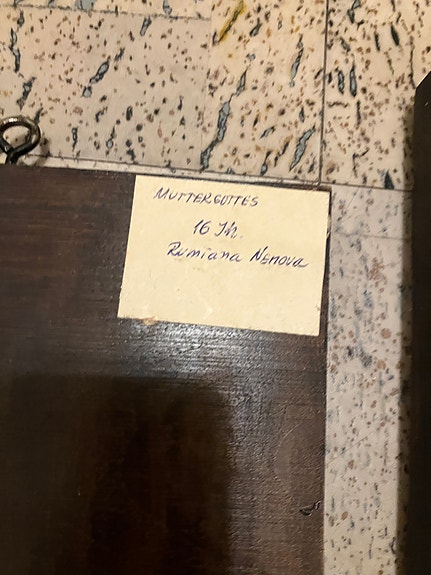 MUTTERGOTTES
16 Jh.
Rumiana Nenova